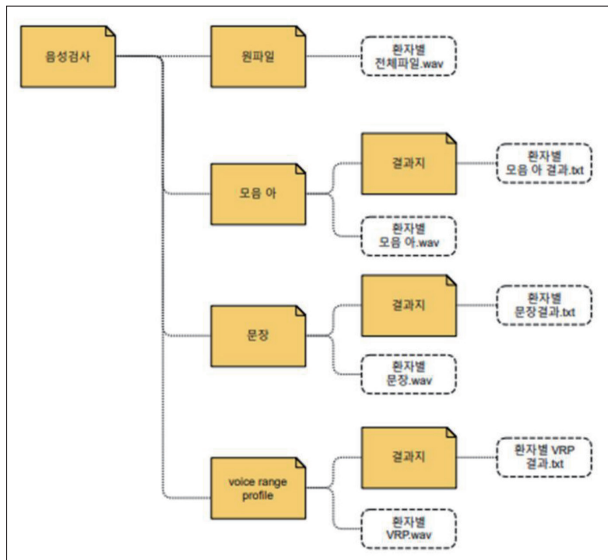 음성검사
원파일
환자별
전체파일.wav
모음 아
결과지
환자별
모음 아 결과.txt
환자별
모음 아.wav
문장
결과지
환자별
문장결과.txt
환자별
문장.wav
voice range
profile
결과지
환자별 VRP
결과.txt
환자별
VRP.wav